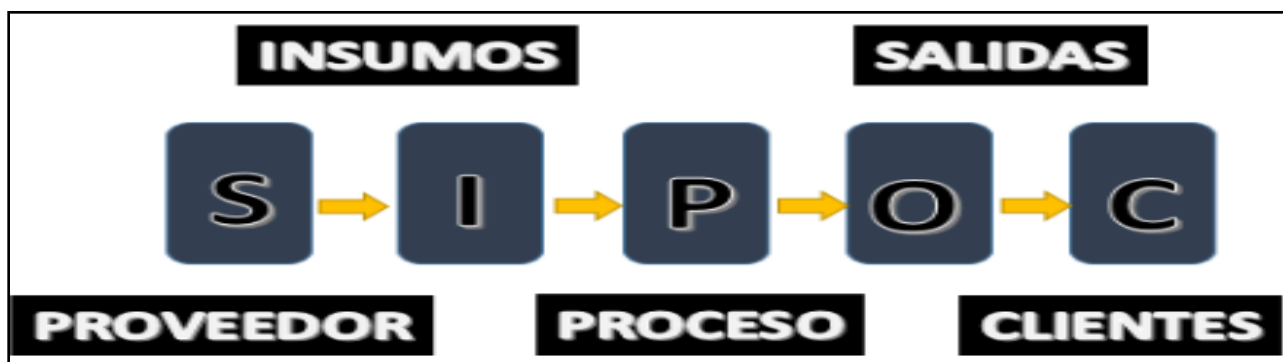 INSUMOS SALIDAS
S I P O C
PROVEEDOR PROCESO CLIENTES